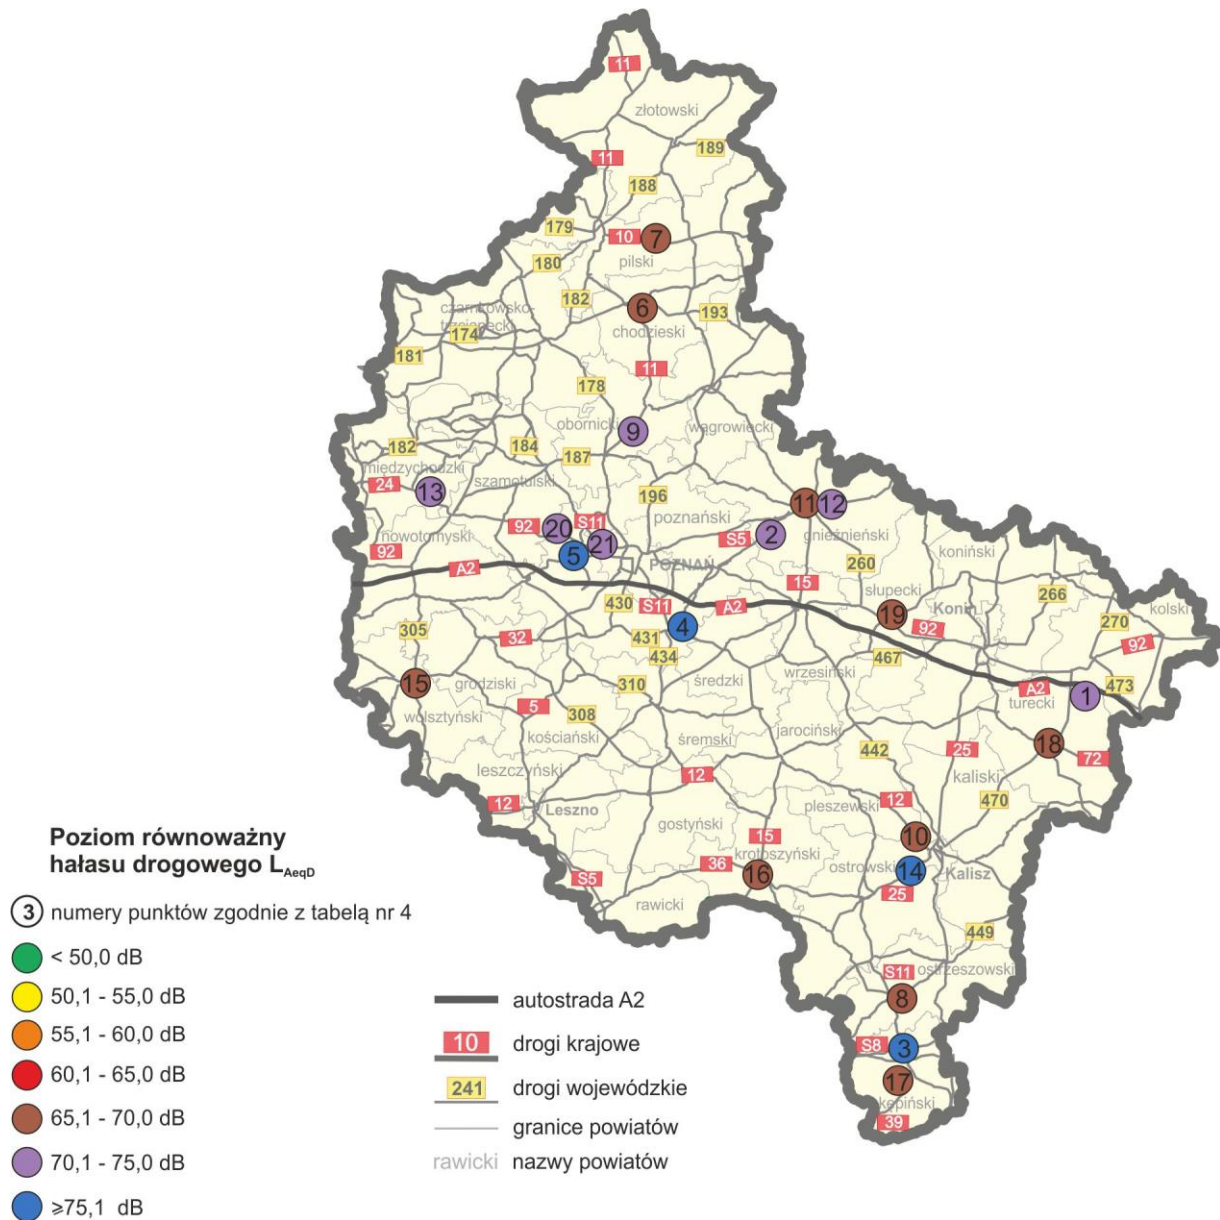 11
złotowski
189
11
188
179
10
7
pilski
180
182
6
193
czarnkowsko-
trzcianecki
chodzieski
174
181
11
178
obornicki
9
wągrowiecki
182
184
187
międzychodzki
szamotulski
24
13
196
11
12
poznański
92
20
S11
nowotomyski
S5
2
gnieźnieński
92
21
5
koniński
POZNAŃ
260
A2
15
słupecki
266
430
S11
A2
Konin
kolski
305
4
19
270
32
431
92
92
434
467
wrzesiński
15
grodziski
310
średzki
A2
473
1
wolsztyński
5
308
turecki
kościański
śremski
jarociński
18
442
25
72
leszczyński
12
kaliski
12
Leszno
pleszewski
12
470
gostyński
15
10
krotoszyński
36
16
ostrowski
14
Kalisz
S5
25
rawicki
449
S11
ostrzeszowski
8
S8
3
17
kępiński
39
Poziom równoważny
hałasu drogowego LAeqD
3 numery punktów zgodnie z tabelą nr 4
< 50,0 dB
50,1 - 55,0 dB
55,1 - 60,0 dB
60,1 - 65,0 dB
65,1 - 70,0 dB
70,1 - 75,0 dB
⩾75,1 dB
autostrada A2
10 drogi krajowe
241 drogi wojewódzkie
granice powiatów
rawicki nazwy powiatów